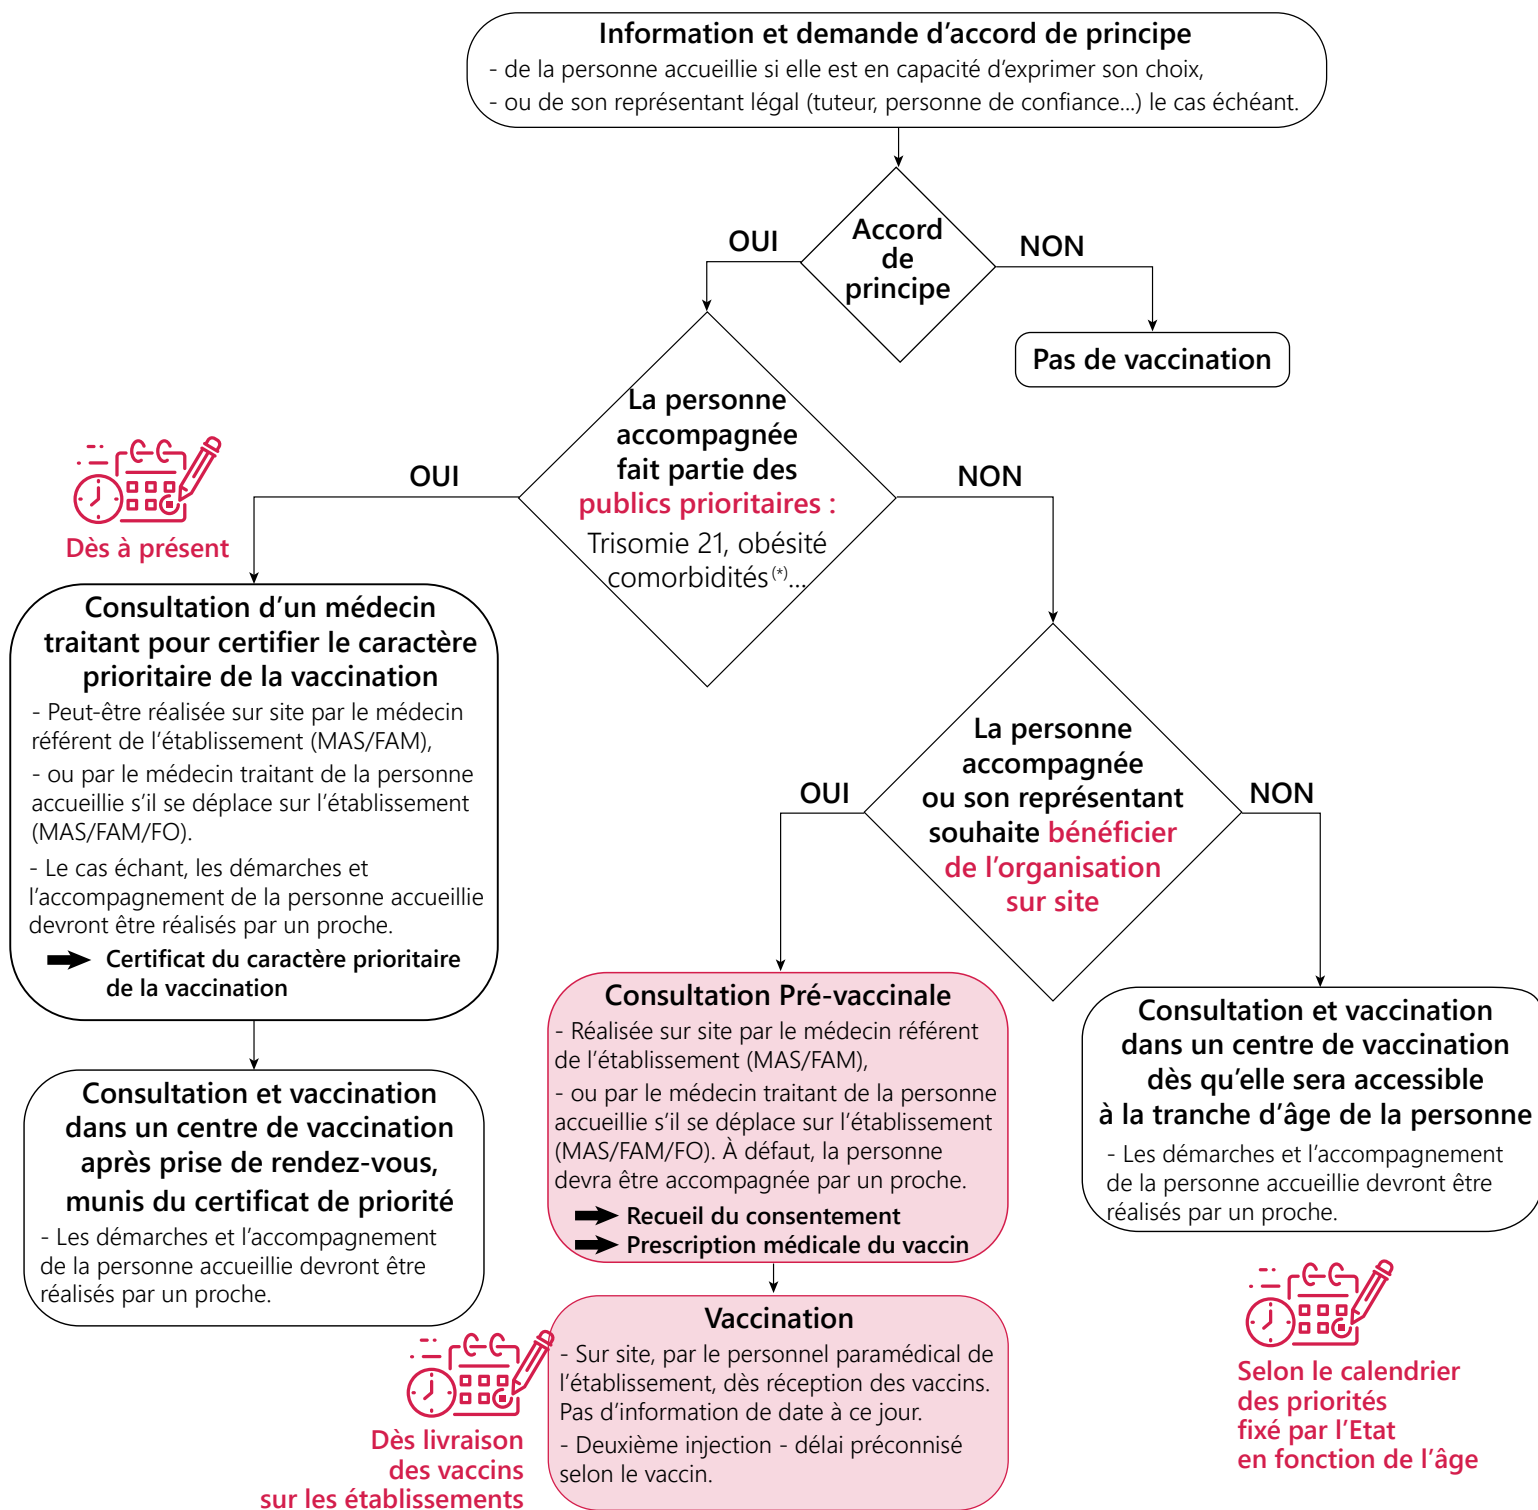 Information et demande d'accord de principe
- de la personne accueillie si elle est en capacité d'exprimer son choix,
- ou de son représentant légal (tuteur, personne de confiance...) le cas échéant.
Accord
de
principe
OUI
NON
Pas de vaccination
La personne
accompagnée
fait partie des
publics prioritaires :
Trisomie 21, obésité
comorbidités (*)...
OUI
NON
Dès à présent
Consultation d'un médecin
traitant pour certifier le caractère
prioritaire de la vaccination
- Peut-être réalisée sur site par le médecin
référent de l'établissement (MAS/FAM),
- ou par le médecin traitant de la personne
accueillie s'il se déplace sur l'établissement
(MAS/FAM/FO).
- Le cas échant, les démarches et
l'accompagnement de la personne accueillie
devront être réalisés par un proche.
Certificat du caractère prioritaire
de la vaccination
Consultation et vaccination
dans un centre de vaccination
après prise de rendez-vous,
munis du certificat de priorité
- Les démarches et l'accompagnement
de la personne accueillie devront être
réalisés par un proche.
La personne
accompagnée
ou son représentant
souhaite bénéficier
de l'organisation
sur site
OUI
NON
Consultation Pré-vaccinale
- Réalisée sur site par le médecin référent
de l'établissement (MAS/FAM),
- ou par le médecin traitant de la personne
accueillie s'il se déplace sur l'établissement
(MAS/FAM/FO). À défaut, la personne
devra être accompagnée par un proche.
Recueil du consentement
Prescription médicale du vaccin
Vaccination
- Sur site, par le personnel paramédical de
l'établissement, dès réception des vaccins.
Pas d'information de date à ce jour.
- Deuxième injection - délai préconnisé
selon le vaccin.
Dès livraison
des vaccins
sur les établissements
Consultation et vaccination
dans un centre de vaccination
dès qu'elle sera accessible
à la tranche d'âge de la personne
- Les démarches et l'accompagnement
de la personne accueillie devront être
réalisés par un proche.
Selon le calendrier
des priorités
fixé par l'Etat
en fonction de l'âge